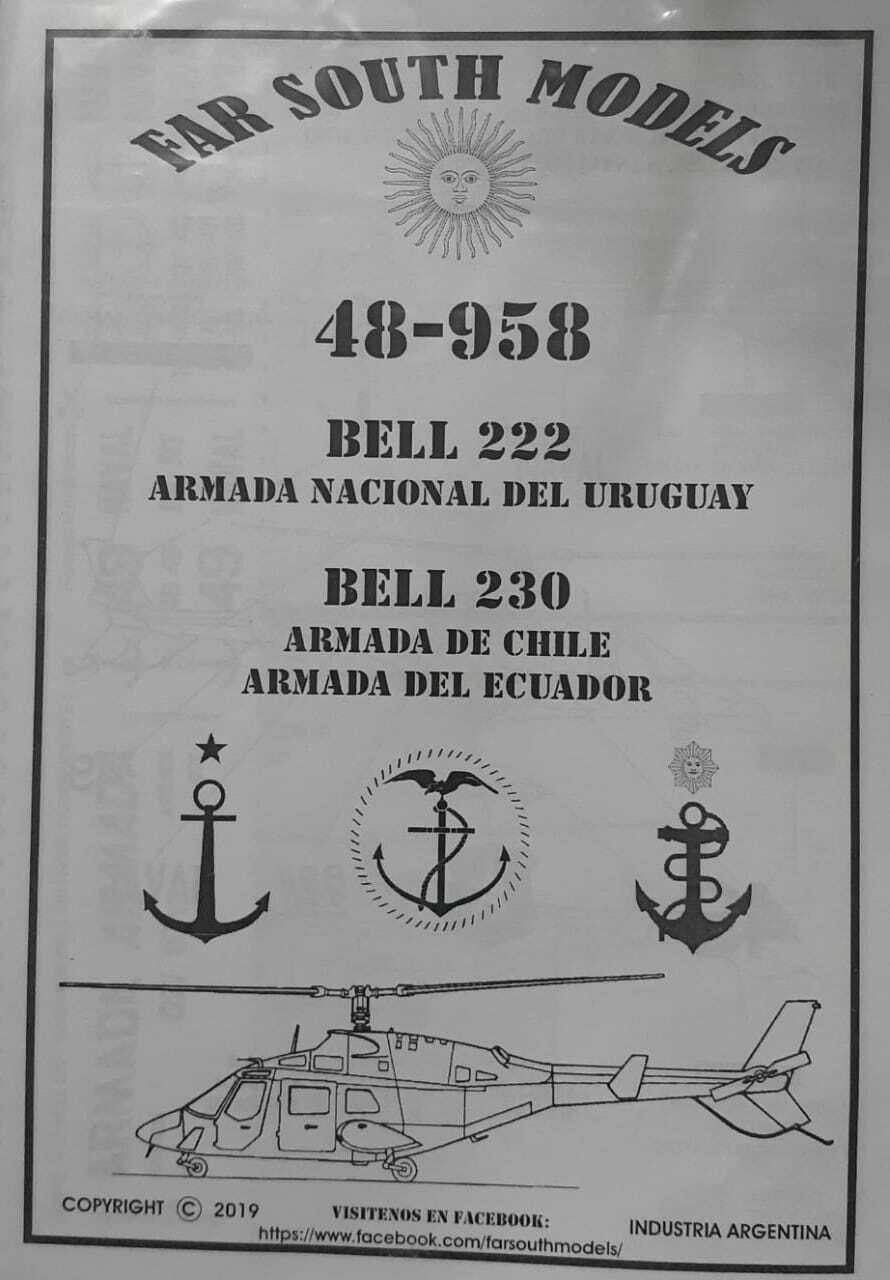 FAR SOUTH MODELS
48-958
BELL 222
ARMADA NACIONAL DEL URUGUAY
BELL 230
ARMADA DE CHILE
ARMADA DEL ECUADOR
COPYRIGHT © 2019
VISITENOS EN FACEBOOK:
https://www.facebook.com/farsouthmodels/
INDUSTRIA ARGENTINA